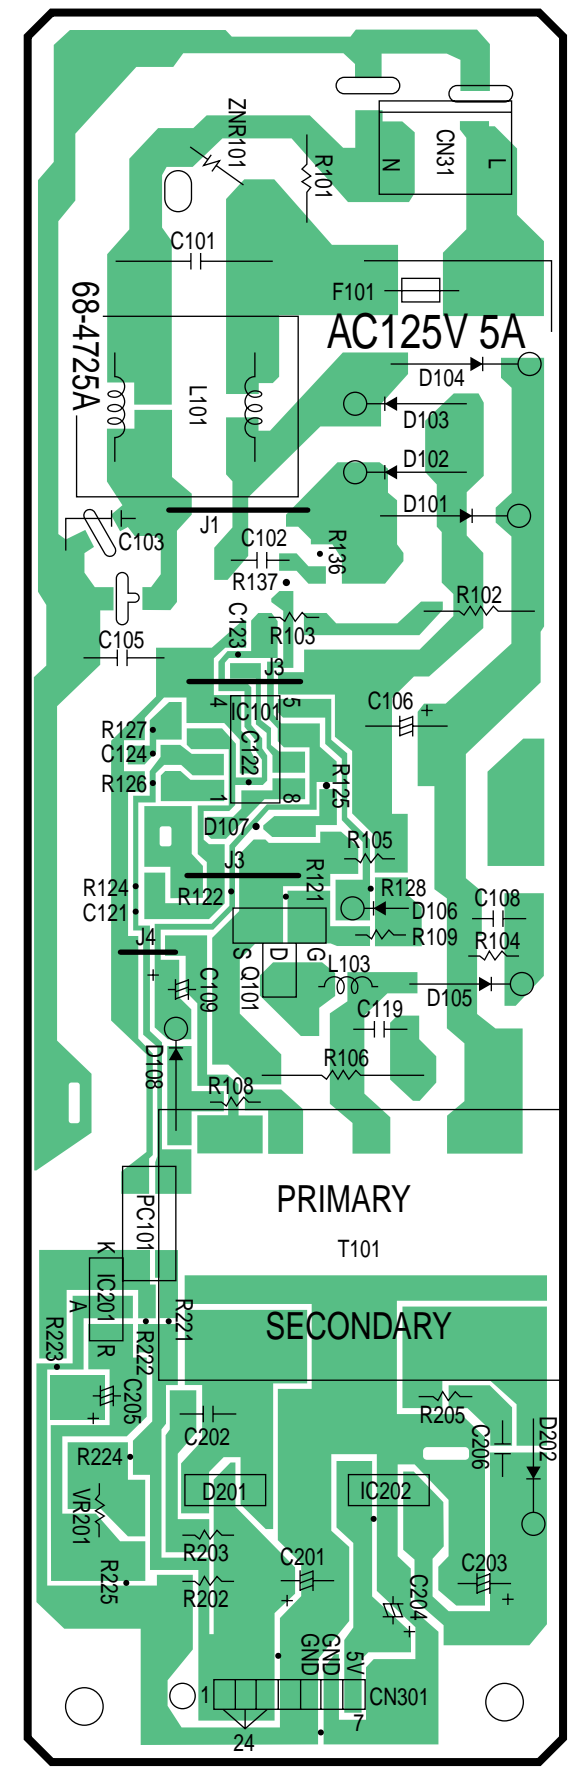 ZNR101
R101
CN31
N
L
C101
F101
AC125V 5A
68-4725A
L101
D104
D103
D102
D101
J1
C103
C102
R136
R137
R102
C123
R103
C105
J3
4
5
IC101
C106
+
R127
C124
C122
R126
1
8
R125
D107
R105
J3
R124
R122
R121
R128
C121
D106
C108
J4
R109
R104
+
S
D
G
Q101
L103
C109
D105
C119
D108
R106
R108
PRIMARY
PC101
T101
K
IC201
A
R
R222
R221
SECONDARY
R223
C205
+
R205
C202
C206
D202
R224
VR201
D201
IC202
R203
C201
+
C203
+
R225
R202
C204
+
GND
GND
5V
1
CN301
7
24